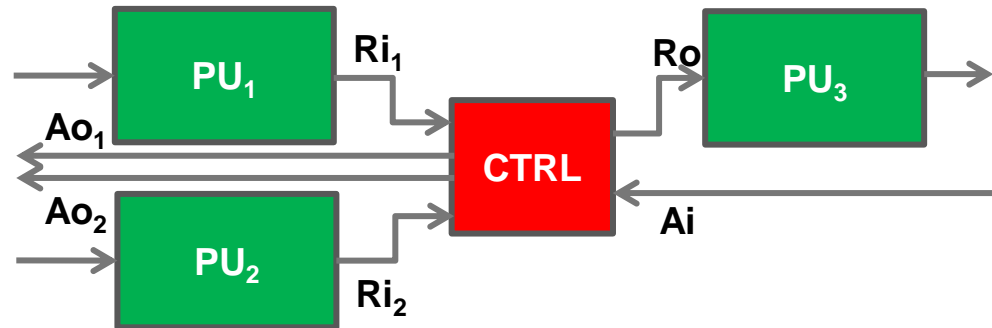 PU₁
Ri₁
Ro
PU₃
Ao₁
CTRL
Ao₂
Ai
PU₂
Ri₂